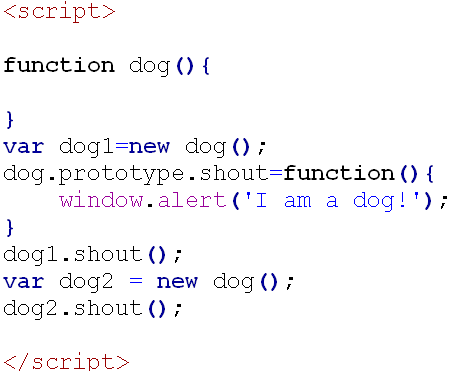 <script>
function dog(){
}
var dog1=new dog();
dog.prototype.shout=function(){
    window.alert('I am a dog!');
}
dog1.shout();
var dog2 = new dog();
dog2.shout();
</script>